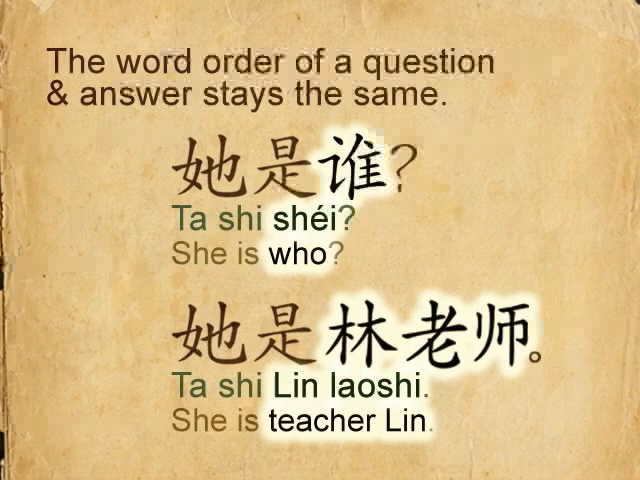 The word order of a question
& answer stays the same.
她是谁?
Ta shi shéi?
She is who?
她是林老师。
Ta shi Lin laoshi.
She is teacher Lin.